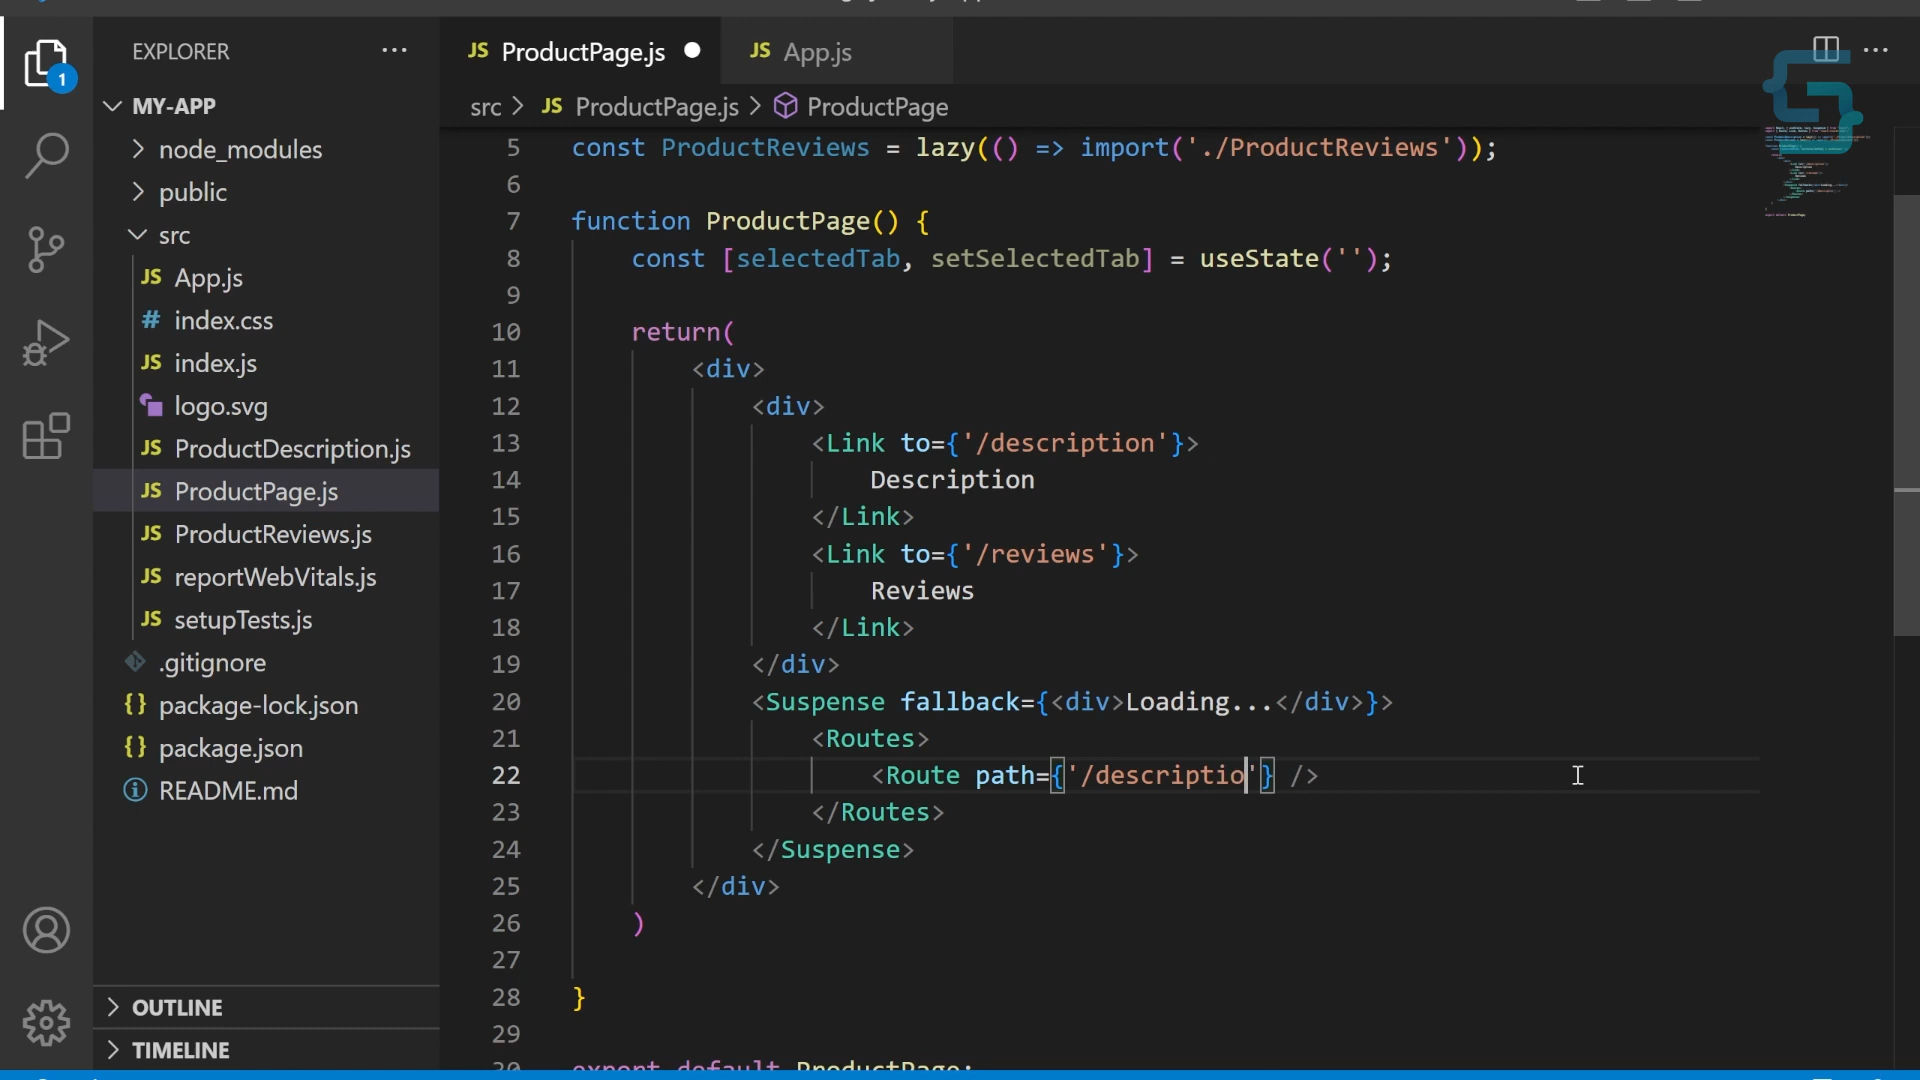 EXPLORER
1
MY-APP
node_modules
public
src
JS App.js
# index.css
JS index.js
logo.svg
JS ProductDescription.js
JS ProductPage.js
JS ProductReviews.js
JS reportWebVitals.js
JS setupTests.js
.gitignore
{} package-lock.json
{} package.json
README.md
OUTLINE
TIMELINE
JS ProductPage.js
JS App.js
src > JS ProductPage.js > ProductPage
5 const ProductReviews = lazy(() => import('./ProductReviews'));
6
7 function ProductPage() {
8 const [selectedTab, setSelectedTab] = useState('');
9
10 return(
11 <div>
12 <div>
13 <Link to={'/description'}>
14 Description
15 </Link>
16 <Link to={'/reviews'}>
17 Reviews
18 </Link>
19 </div>
20 <Suspense fallback={<div>Loading...</div>}>
21 <Routes>
22 <Route path={'/descriptio'} />
23 </Routes>
24 </Suspense>
25 </div>
26 )
27
28 }
29
30 export default ProductPage;